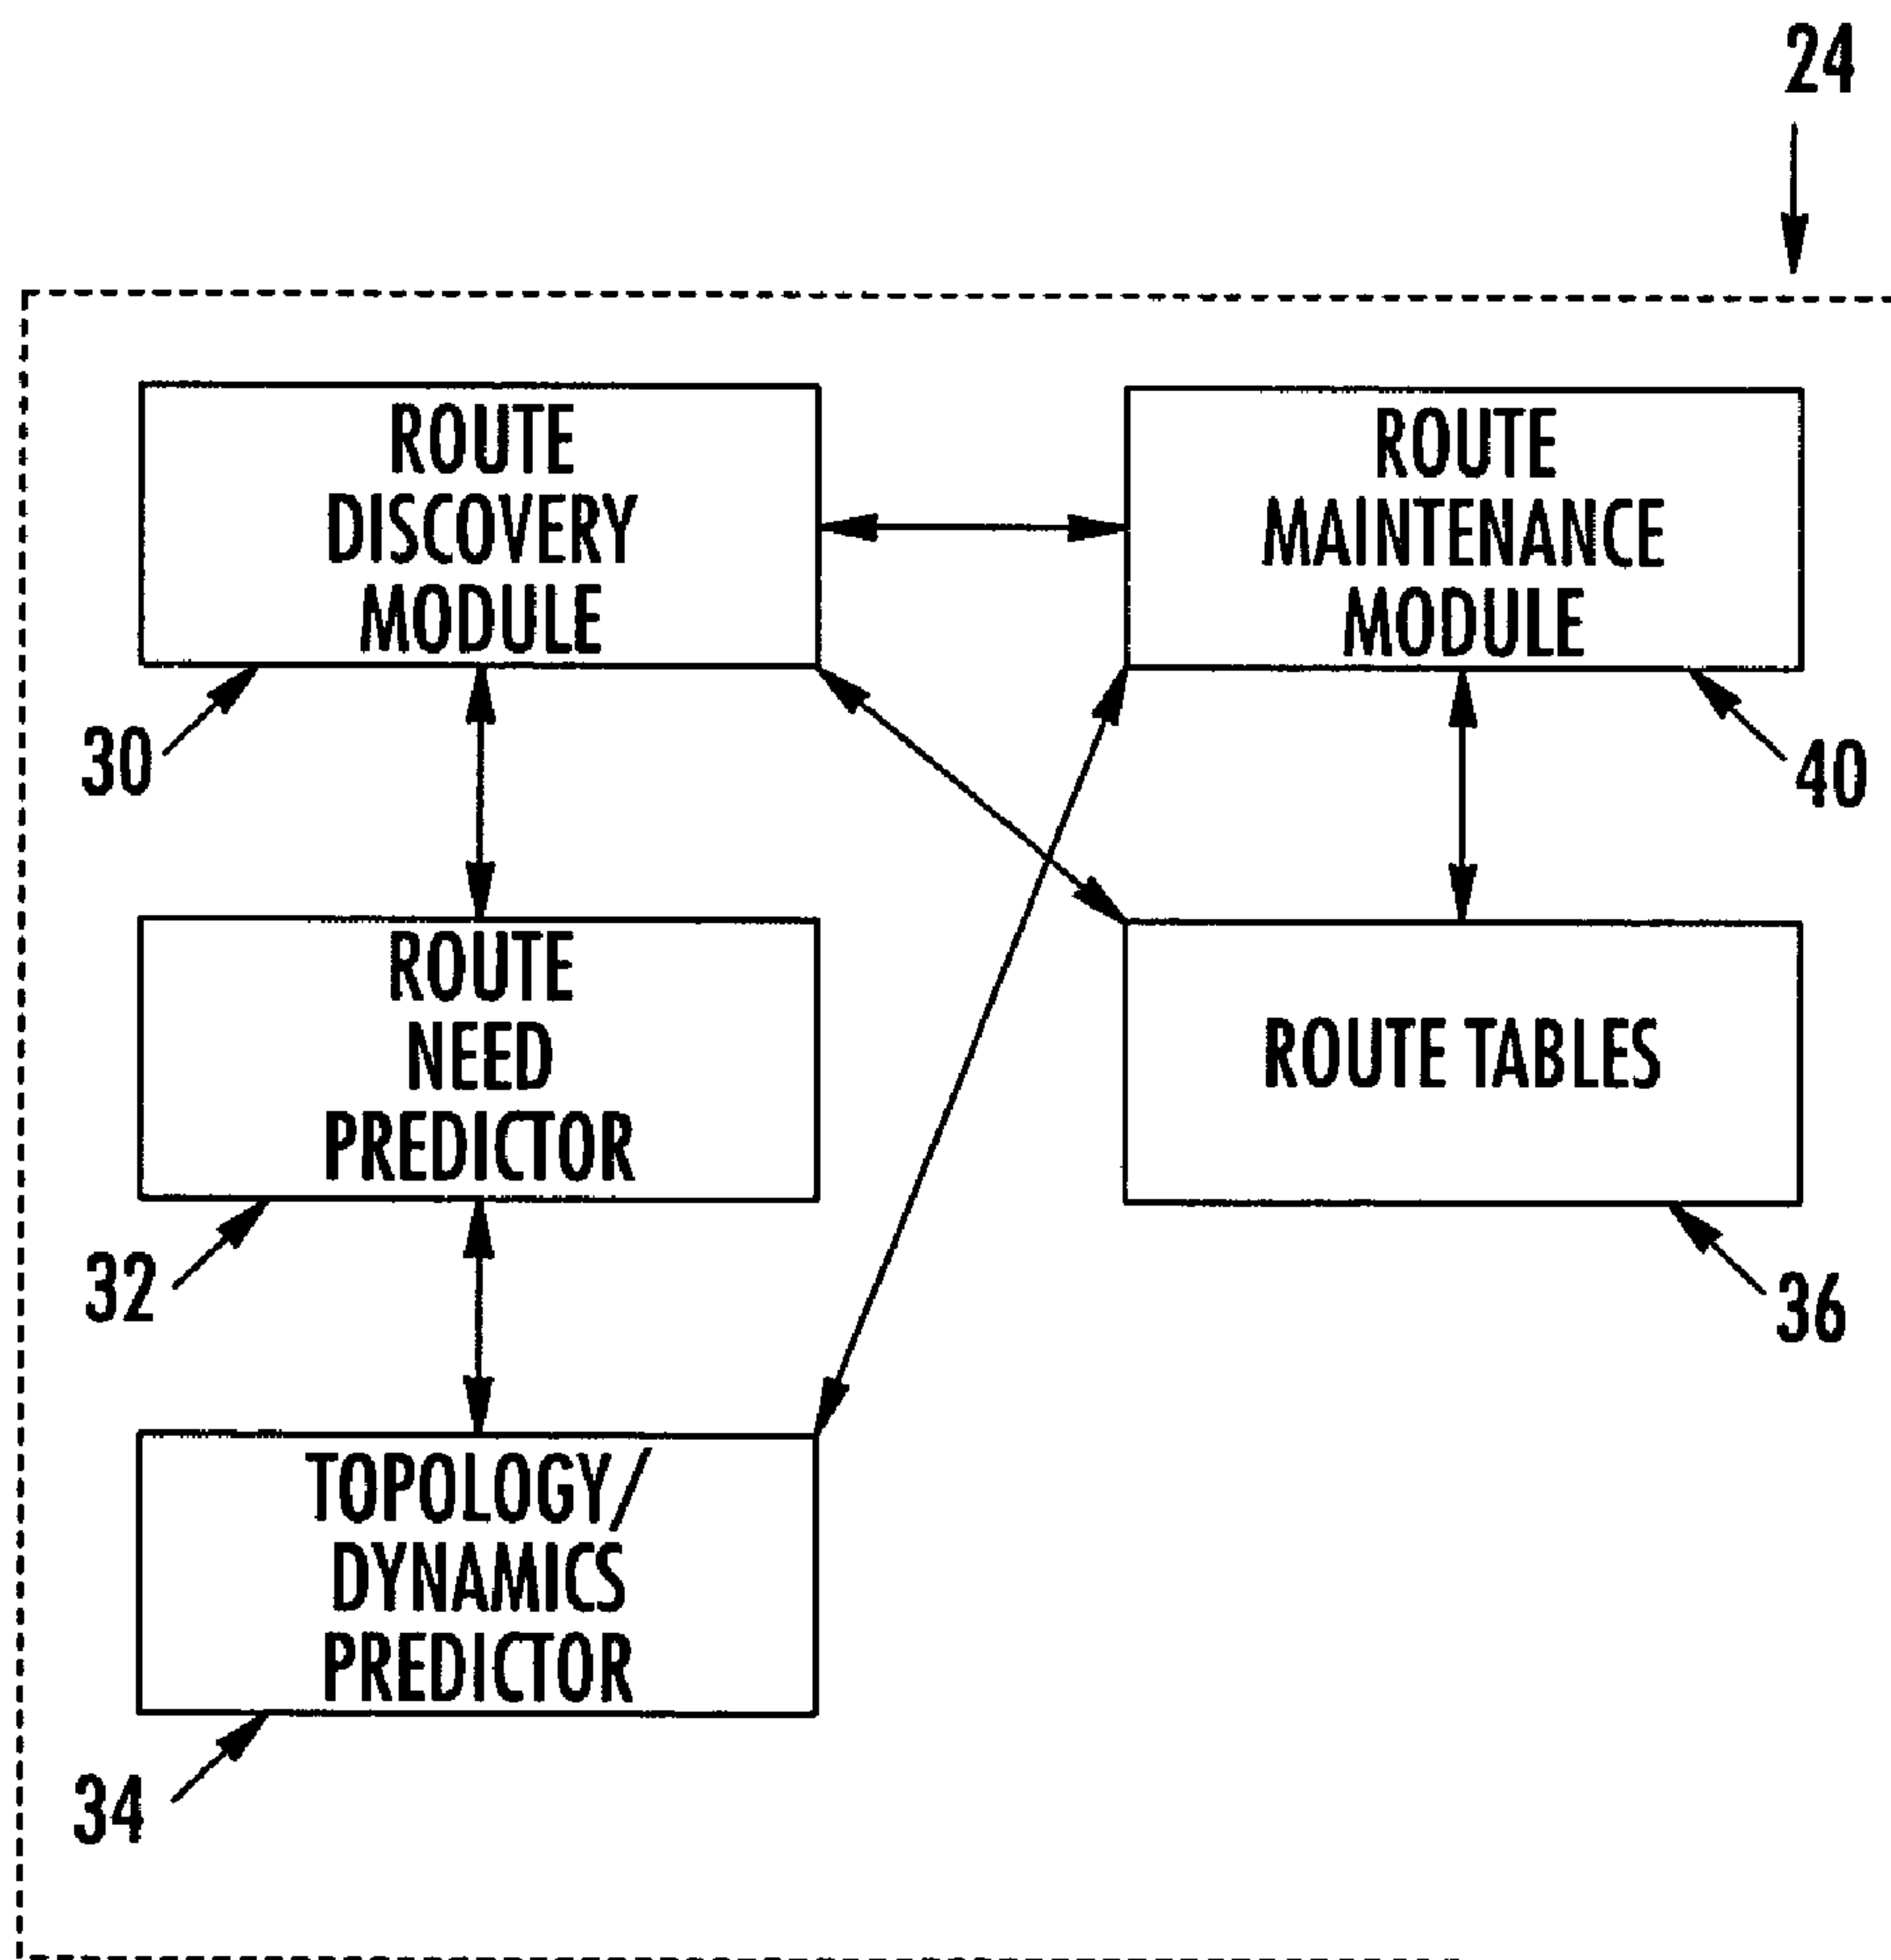 24
ROUTE
DISCOVERY
MODULE
ROUTE
MAINTENANCE
MODULE
30
40
ROUTE
NEED
PREDICTOR
ROUTE TABLES
32
36
TOPOLOGY/
DYNAMICS
PREDICTOR
34